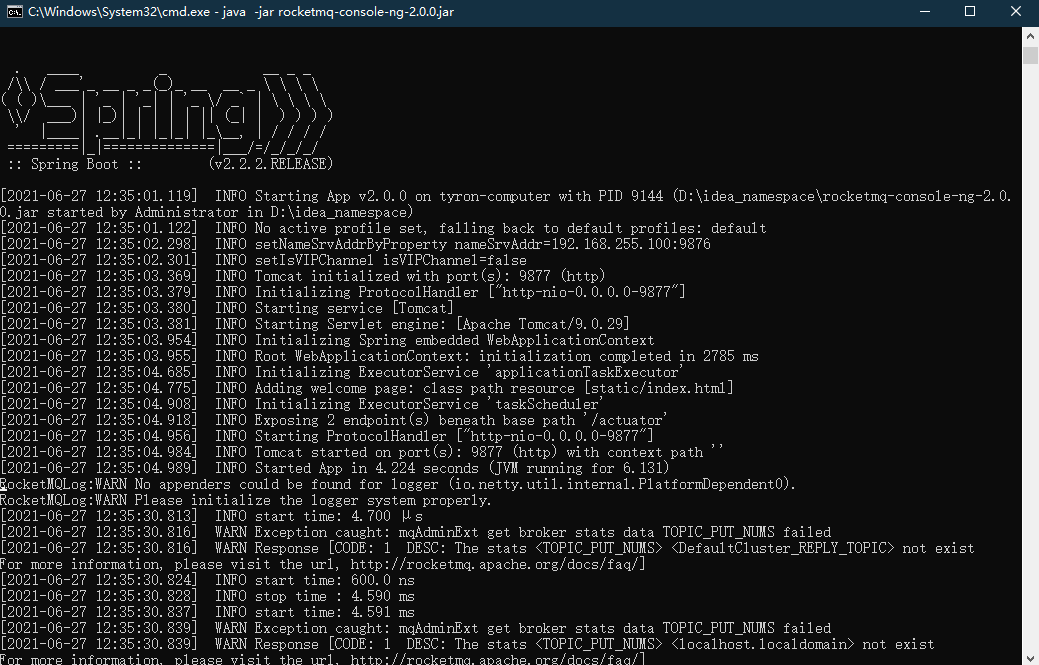 C:\Windows\System32\cmd.exe - java  -jar rocketmq-console-ng-2.0.0.jar
  .   ____          _            __ _ _
 /\\ / ___'_ __ _ _(_)_ __  __ _ \ \ \ \
( ( )\___ | '_ | '_| | '_ \/ _` | \ \ \ \
 \\/  ___)| |_)| | | | | || (_| |  ) ) ) )
  '  |____| .__|_| |_|_| |_\__, | / / / /
 =========|_|==============|___/=/_/_/_/
 :: Spring Boot ::        (v2.2.2.RELEASE)
[2021-06-27 12:35:01.119]  INFO Starting App v2.0.0 on tyron-computer with PID 9144 (D:\idea_namespace\rocketmq-console-ng-2.0.
0.jar started by Administrator in D:\idea_namespace)
[2021-06-27 12:35:01.122]  INFO No active profile set, falling back to default profiles: default
[2021-06-27 12:35:02.298]  INFO setNameSrvAddrByProperty nameSrvAddr=192.168.255.100:9876
[2021-06-27 12:35:02.301]  INFO setIsVIPChannel isVIPChannel=false
[2021-06-27 12:35:03.369]  INFO Tomcat initialized with port(s): 9877 (http)
[2021-06-27 12:35:03.379]  INFO Initializing ProtocolHandler ["http-nio-0.0.0.0-9877"]
[2021-06-27 12:35:03.380]  INFO Starting service [Tomcat]
[2021-06-27 12:35:03.381]  INFO Starting Servlet engine: [Apache Tomcat/9.0.29]
[2021-06-27 12:35:03.954]  INFO Initializing Spring embedded WebApplicationContext
[2021-06-27 12:35:03.955]  INFO Root WebApplicationContext: initialization completed in 2785 ms
[2021-06-27 12:35:04.685]  INFO Initializing ExecutorService 'applicationTaskExecutor'
[2021-06-27 12:35:04.775]  INFO Adding welcome page: class path resource [static/index.html]
[2021-06-27 12:35:04.908]  INFO Initializing ExecutorService 'taskScheduler'
[2021-06-27 12:35:04.918]  INFO Exposing 2 endpoint(s) beneath base path '/actuator'
[2021-06-27 12:35:04.956]  INFO Starting ProtocolHandler ["http-nio-0.0.0.0-9877"]
[2021-06-27 12:35:04.984]  INFO Tomcat started on port(s): 9877 (http) with context path ''
[2021-06-27 12:35:04.989]  INFO Started App in 4.224 seconds (JVM running for 6.131)
RocketMQLog:WARN No appenders could be found for logger (io.netty.util.internal.PlatformDependent0).
RocketMQLog:WARN Please initialize the logger system properly.
[2021-06-27 12:35:30.813]  INFO start time: 4.700 μs
[2021-06-27 12:35:30.816]  WARN Exception caught: mqAdminExt get broker stats data TOPIC_PUT_NUMS failed
[2021-06-27 12:35:30.816]  WARN Response [CODE: 1  DESC: The stats <TOPIC_PUT_NUMS> <DefaultCluster_REPLY_TOPIC> not exist
For more information, please visit the url, http://rocketmq.apache.org/docs/faq/]
[2021-06-27 12:35:30.824]  INFO start time: 600.0 ns
[2021-06-27 12:35:30.828]  INFO stop time : 4.590 ms
[2021-06-27 12:35:30.837]  INFO start time: 4.591 ms
[2021-06-27 12:35:30.839]  WARN Exception caught: mqAdminExt get broker stats data TOPIC_PUT_NUMS failed
[2021-06-27 12:35:30.839]  WARN Response [CODE: 1  DESC: The stats <TOPIC_PUT_NUMS> <localhost.localdomain> not exist
For more information, please visit the url, http://rocketmq.apache.org/docs/faq/]